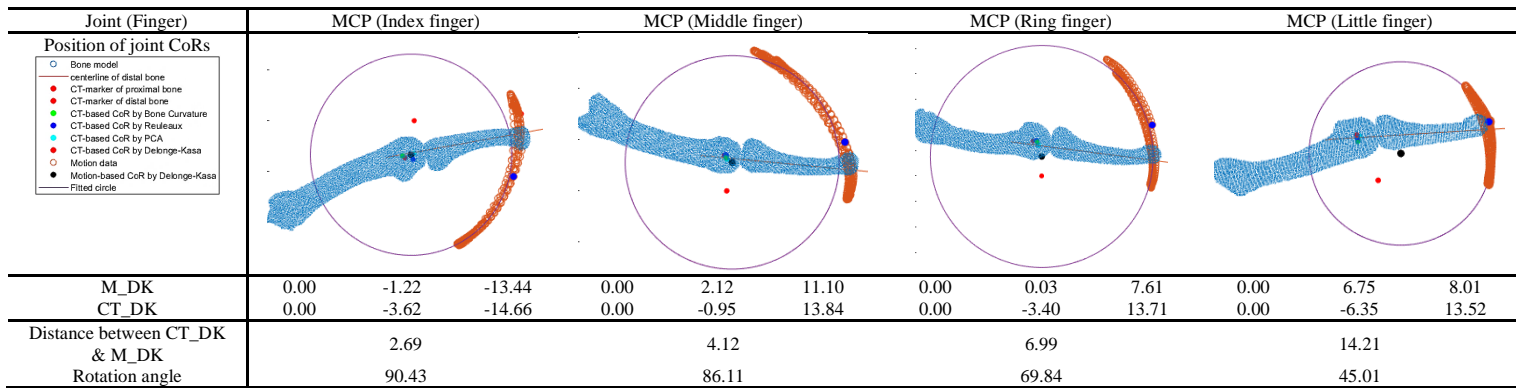 Joint (Finger) MCP (Index finger) MCP (Middle finger) MCP (Ring finger) MCP (Little finger)
Position of joint CoRs
Bone model
centerline of distal bone
CT-marker of proximal bone
CT-marker of distal bone
CT-based CoR by Bone Curvature
CT-based CoR by Reuleaux
CT-based CoR by PCA
CT-based CoR by Delonge-Kasa
Motion data
Motion-based CoR by Delonge-Kasa
Fitted circle
M_DK 0.00 -1.22 -13.44 0.00 2.12 11.10 0.00 0.03 7.61 0.00 6.75 8.01
CT_DK 0.00 -3.62 -14.66 0.00 -0.95 13.84 0.00 -3.40 13.71 0.00 -6.35 13.52
Distance between CT_DK
& M_DK 2.69 4.12 6.99 14.21
Rotation angle 90.43 86.11 69.84 45.01